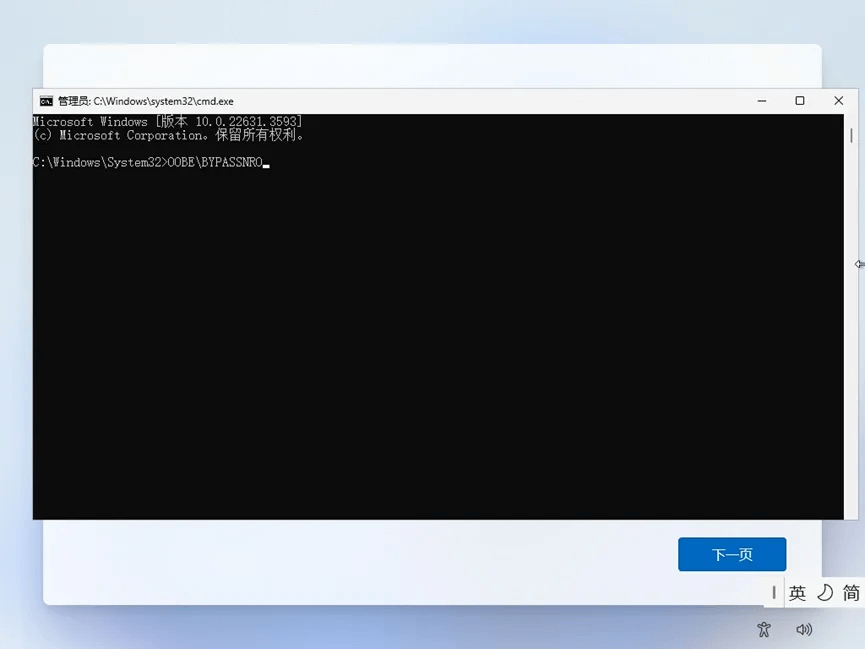 管理员: C:\Windows\system32\cmd.exe
Microsoft Windows [版本 10.0.22631.3593]
(c) Microsoft Corporation。保留所有权利。
C:\Windows\System32>OOBE\BYPASSNRO
下一页
英 简